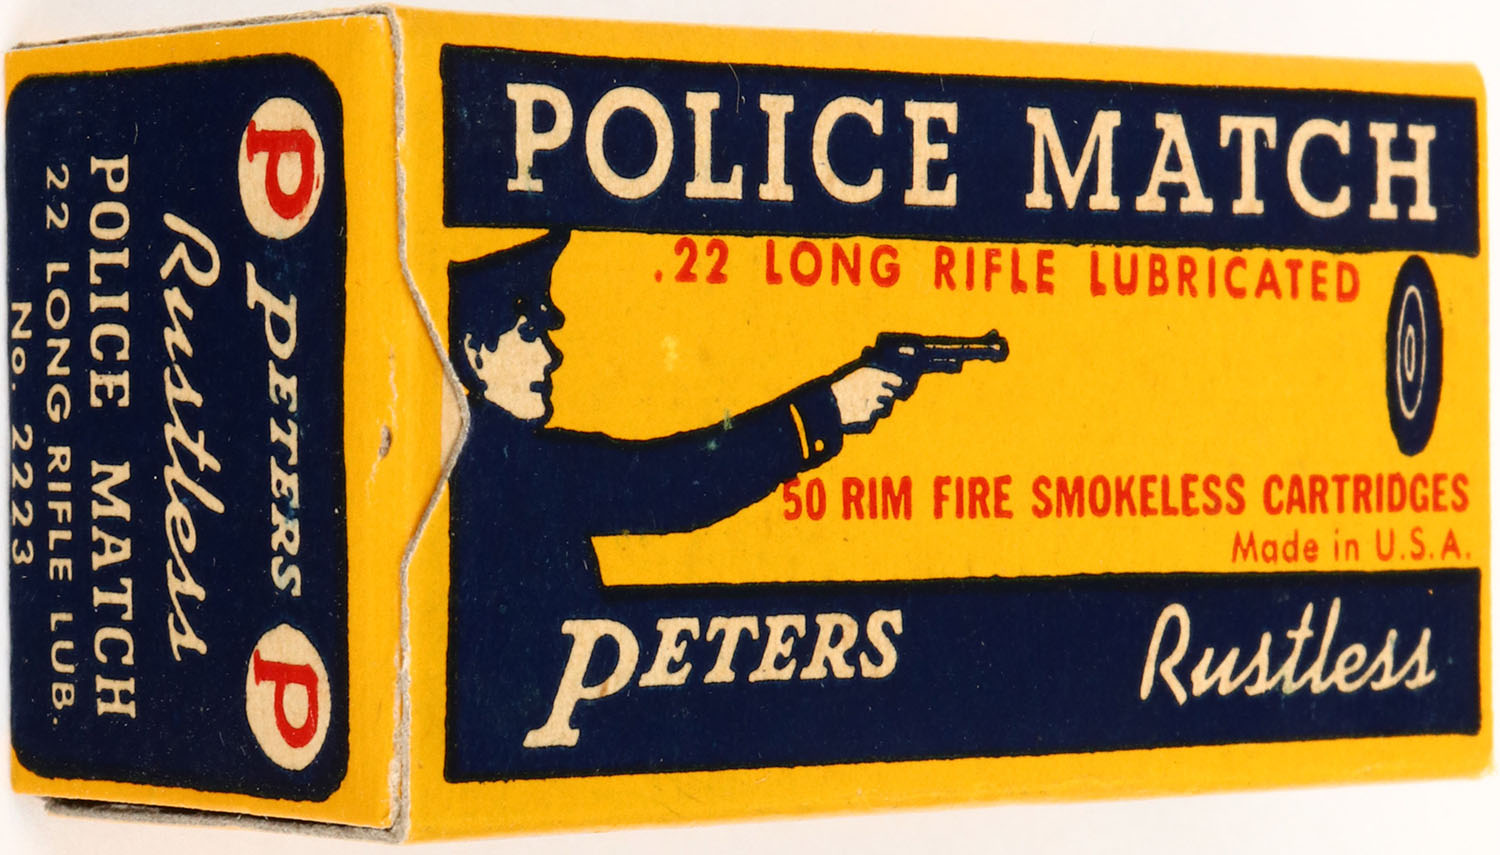 POLICE MATCH
.22 LONG RIFLE LUBRICATED
50 RIM FIRE SMOKELESS CARTRIDGES
Made in U.S.A.
PETERS
Rustless
P PETERS P
Rustless
POLICE MATCH
22 LONG RIFLE LUB.
No. 2223